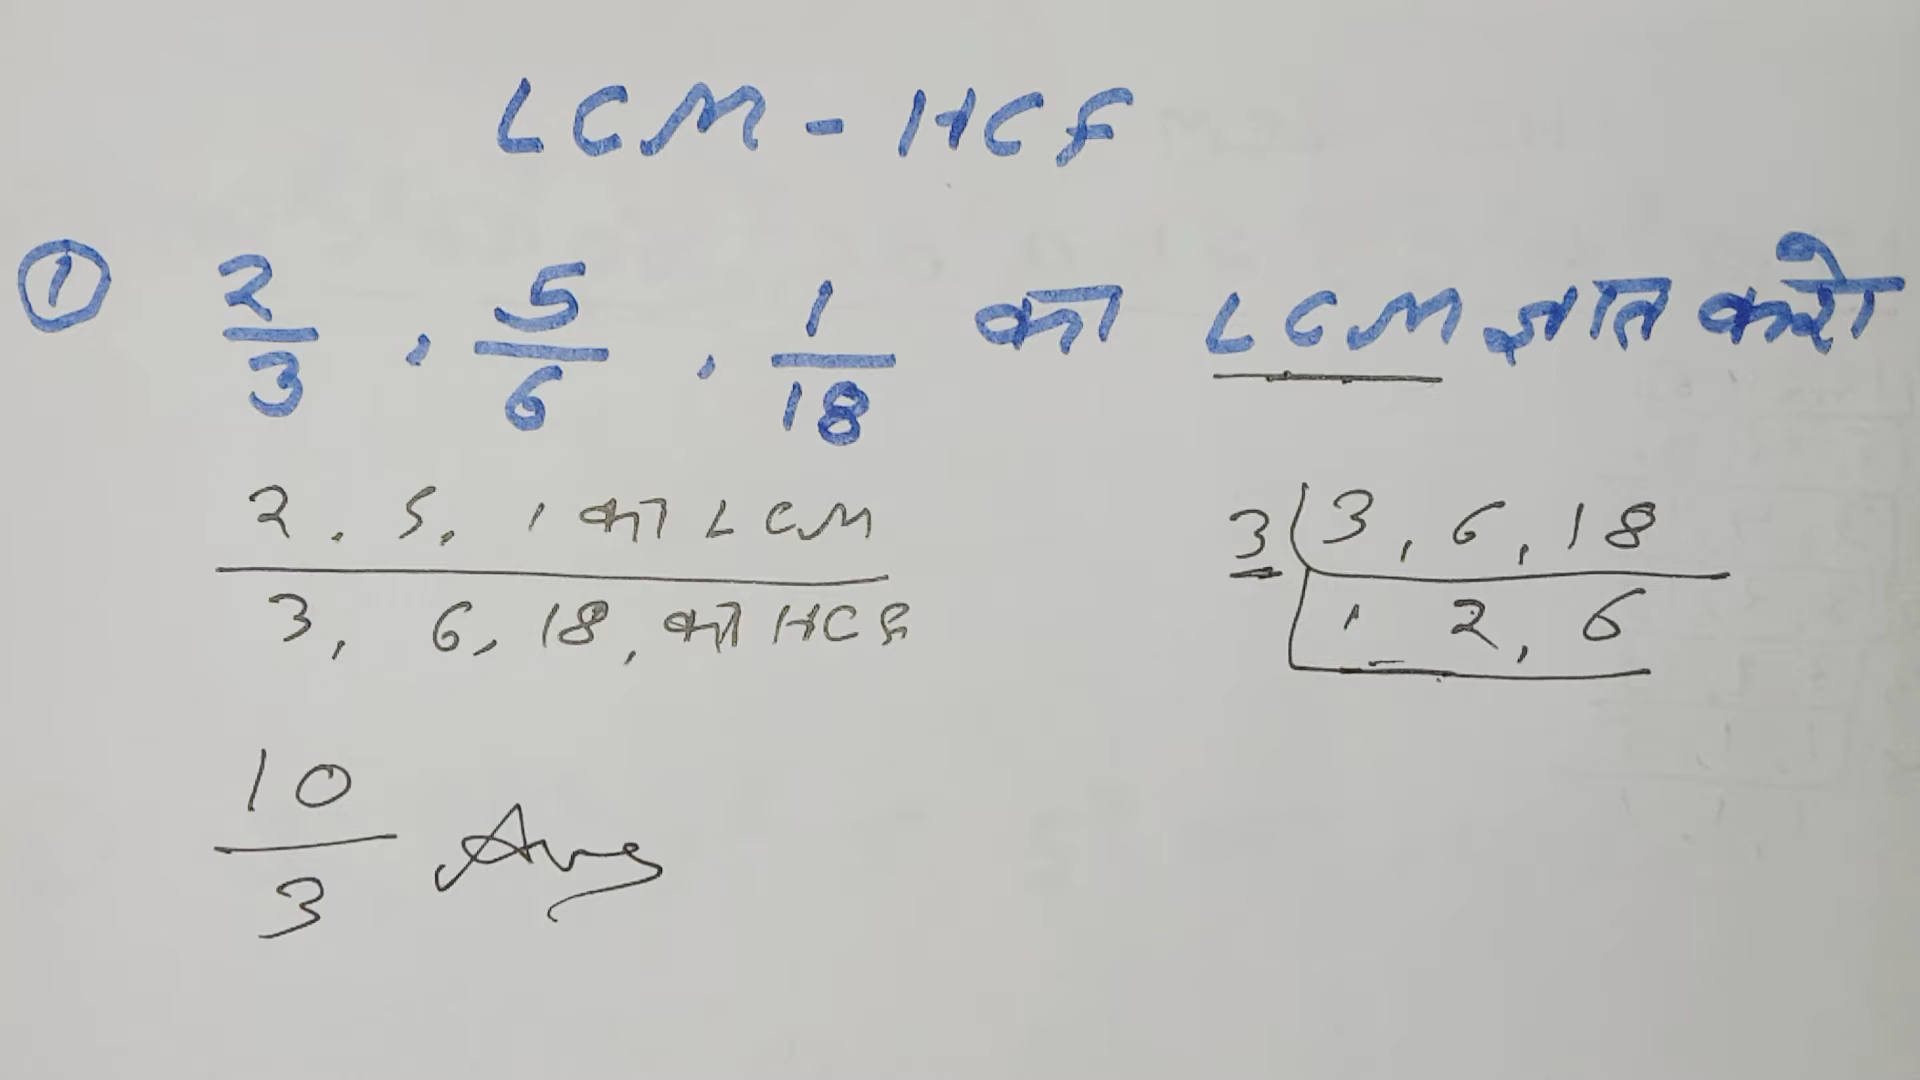 LCM - HCF
① 2/3 , 5/6 , 1/18 का LCM ज्ञात करो
2, 5, 1 का LCM
3, 6, 18, का HCF
3 | 3, 6, 18
1 2, 6
10/3 Ans